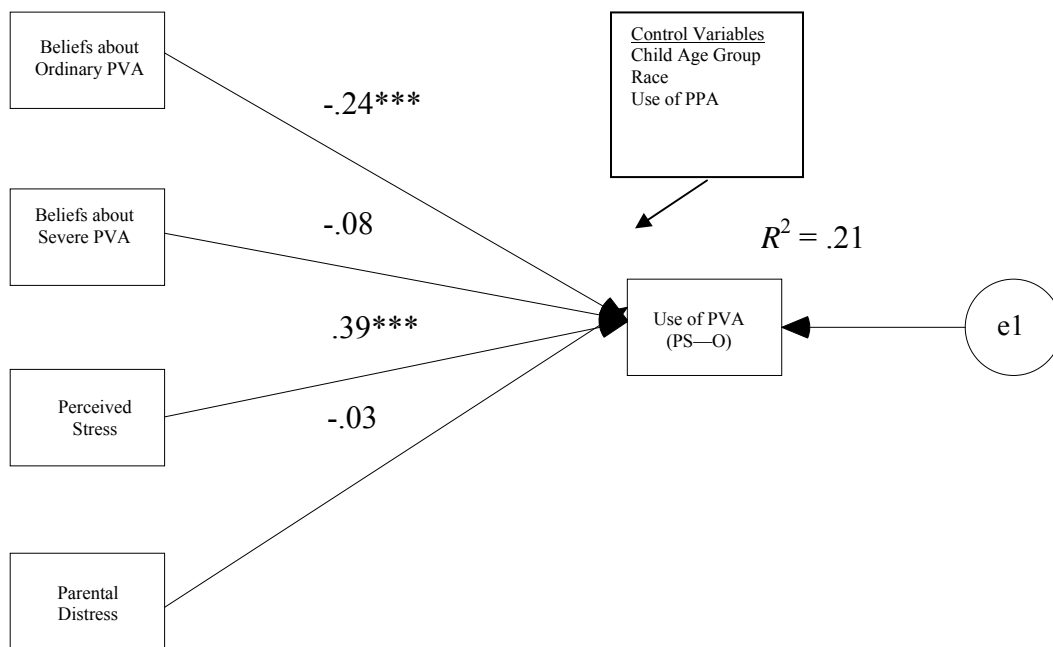 Beliefs about
Ordinary PVA
Control Variables
Child Age Group
Race
Use of PPA
-.24***
Beliefs about
Severe PVA
-.08
R² = .21
.39***
Use of PVA
(PS—O)
e1
Perceived
Stress
-.03
Parental
Distress